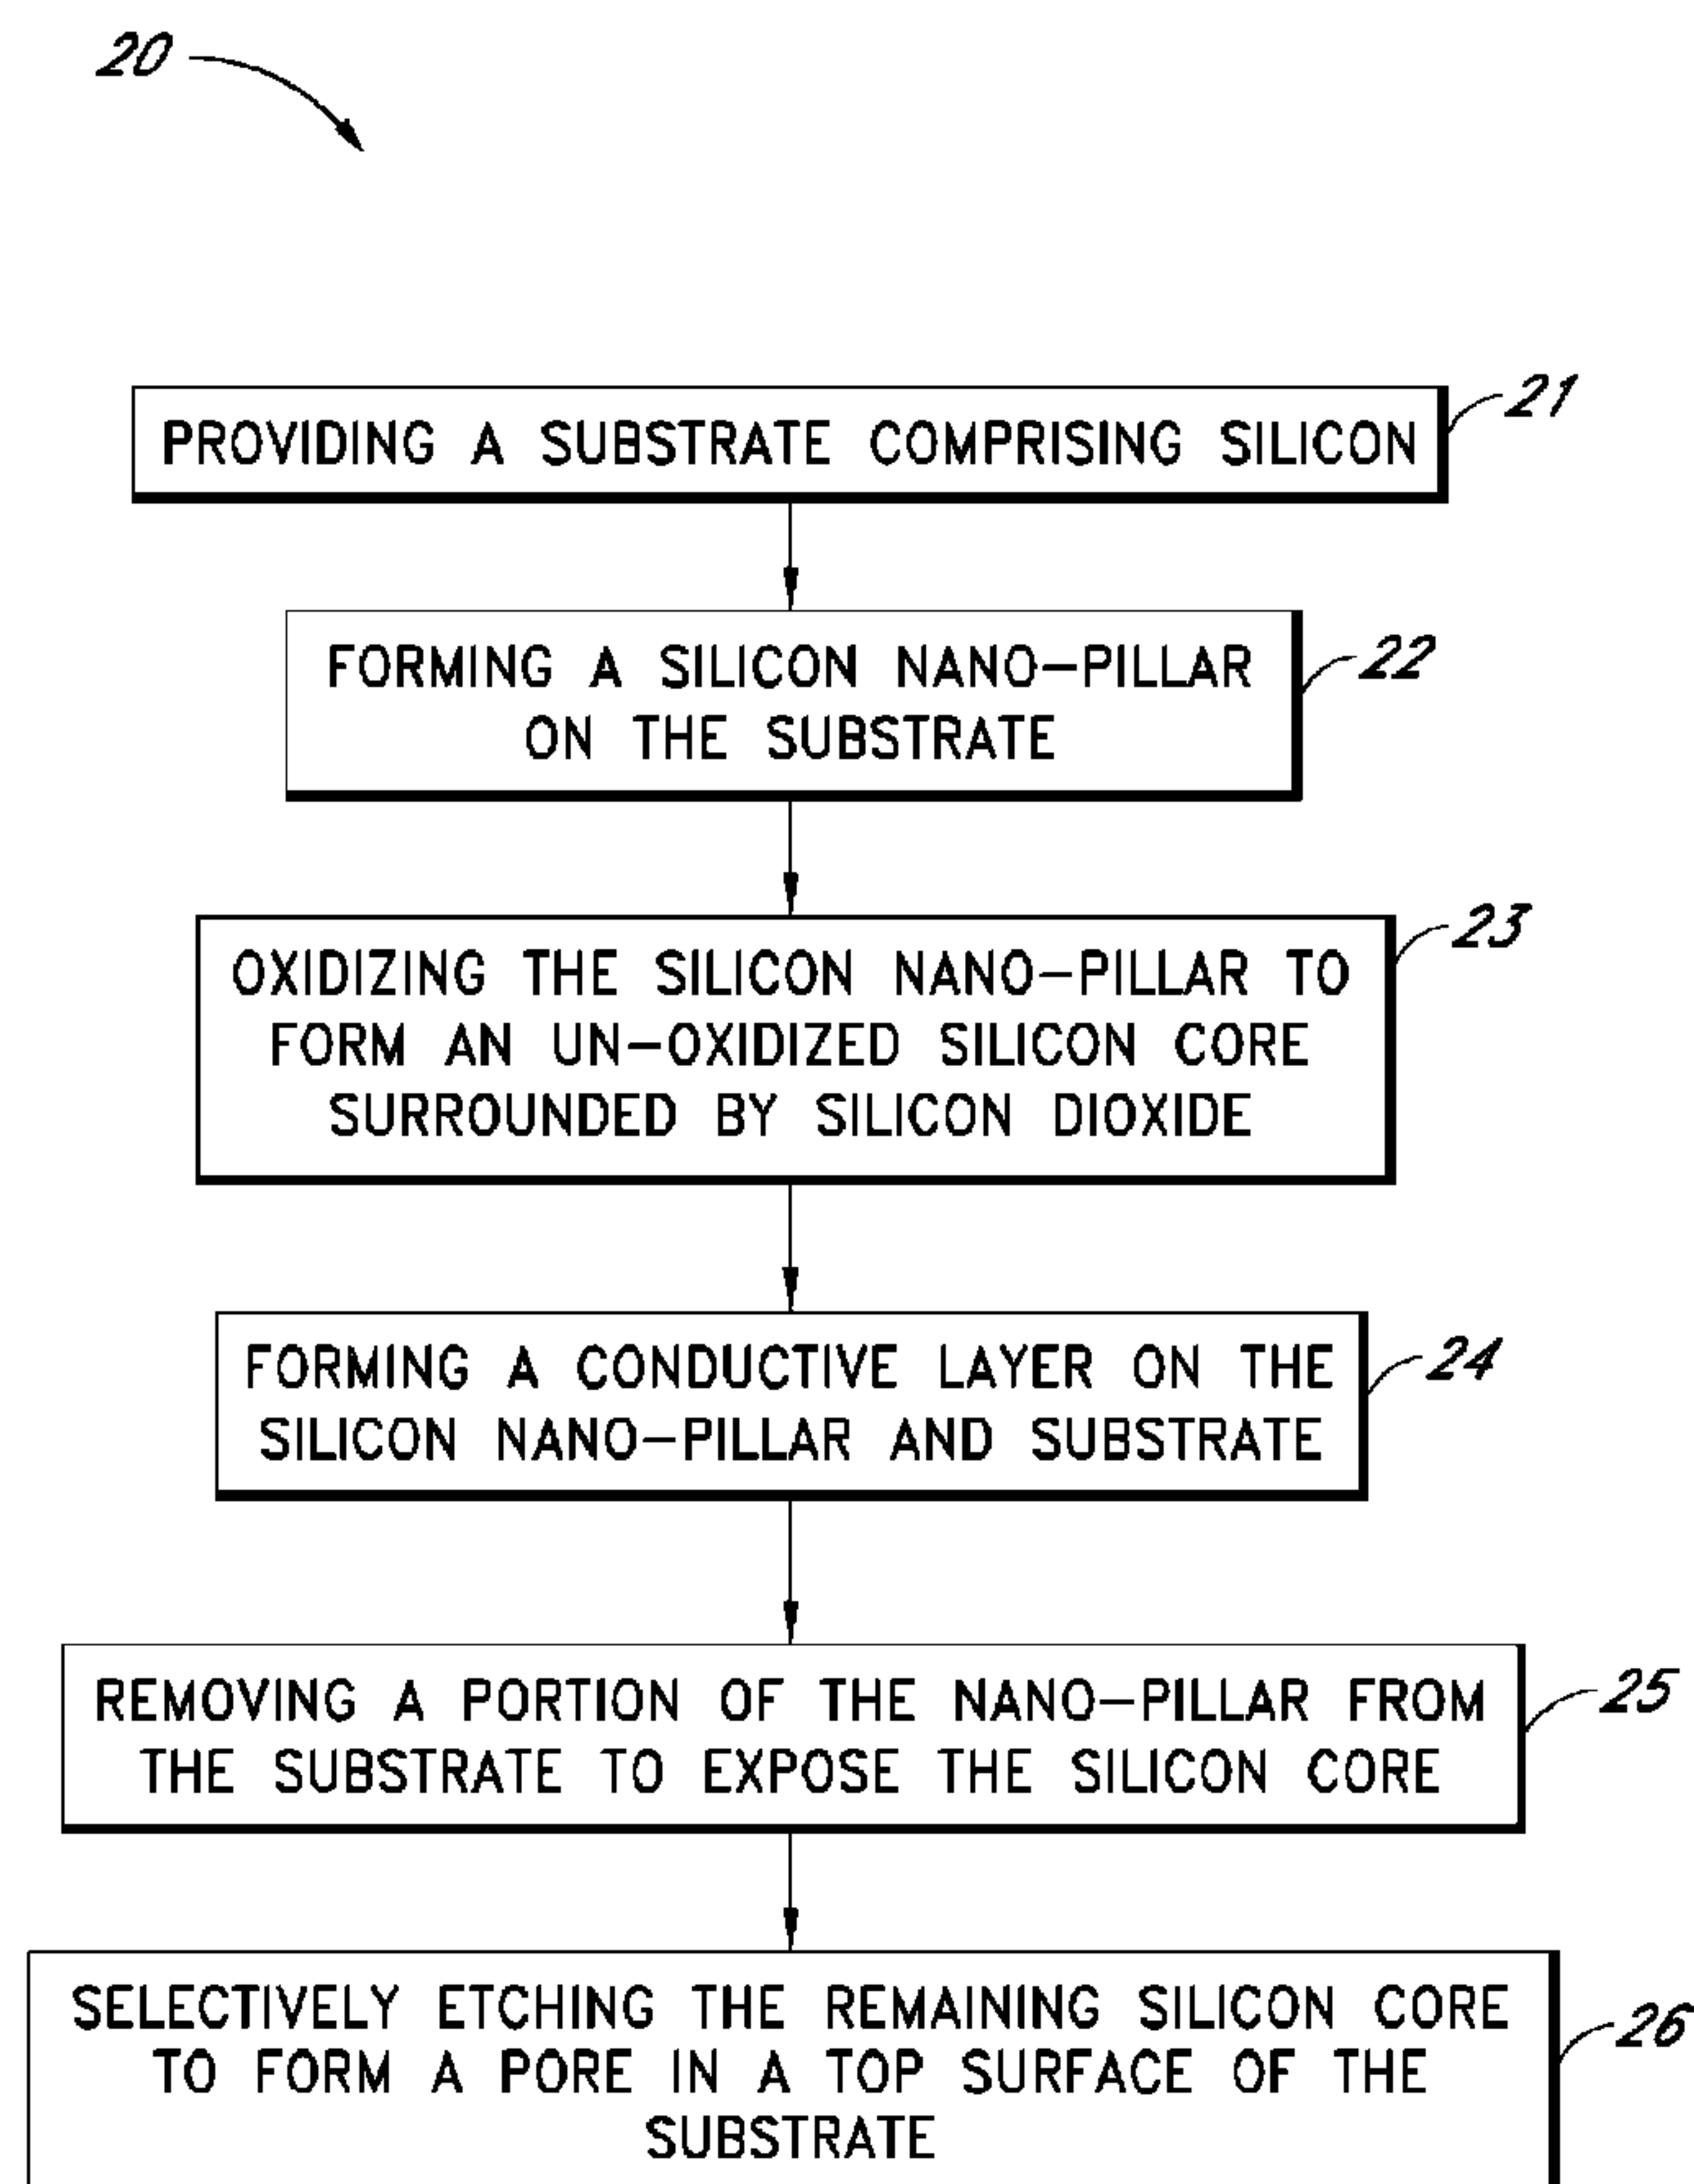 20
PROVIDING A SUBSTRATE COMPRISING SILICON
21
FORMING A SILICON NANO-PILLAR
ON THE SUBSTRATE
22
OXIDIZING THE SILICON NANO-PILLAR TO
FORM AN UN-OXIDIZED SILICON CORE
SURROUNDED BY SILICON DIOXIDE
23
FORMING A CONDUCTIVE LAYER ON THE
SILICON NANO-PILLAR AND SUBSTRATE
24
REMOVING A PORTION OF THE NANO-PILLAR FROM
THE SUBSTRATE TO EXPOSE THE SILICON CORE
25
SELECTIVELY ETCHING THE REMAINING SILICON CORE
TO FORM A PORE IN A TOP SURFACE OF THE
SUBSTRATE
26